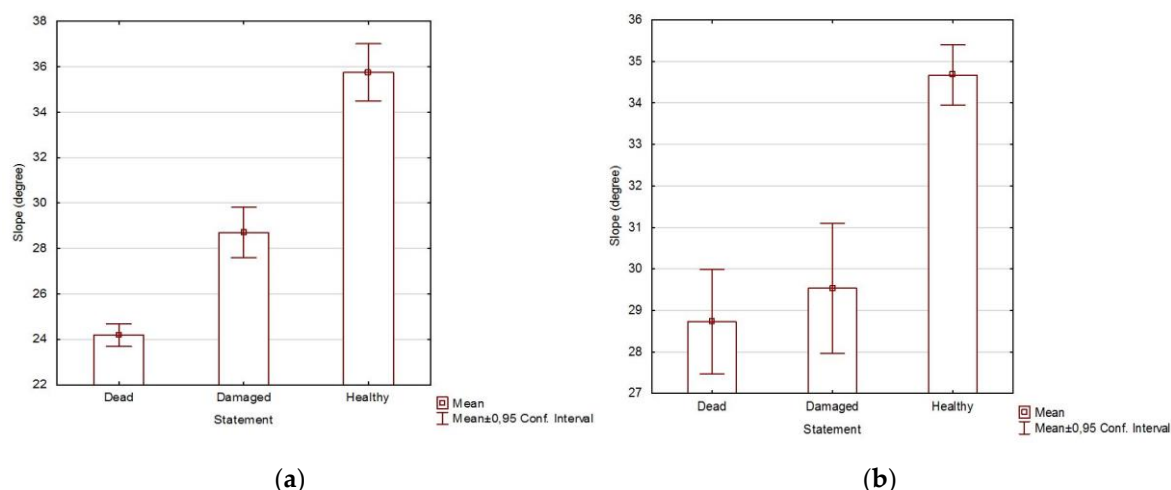 38
36
34
32
30
28
26
24
22
Slope (degree)
Dead Damaged Healthy
Statement
Mean
Mean±0,95 Conf. Interval
(a)
36
35
34
33
32
31
30
29
28
27
Slope (degree)
Dead Damaged Healthy
Statement
Mean
Mean±0,95 Conf. Interval
(b)